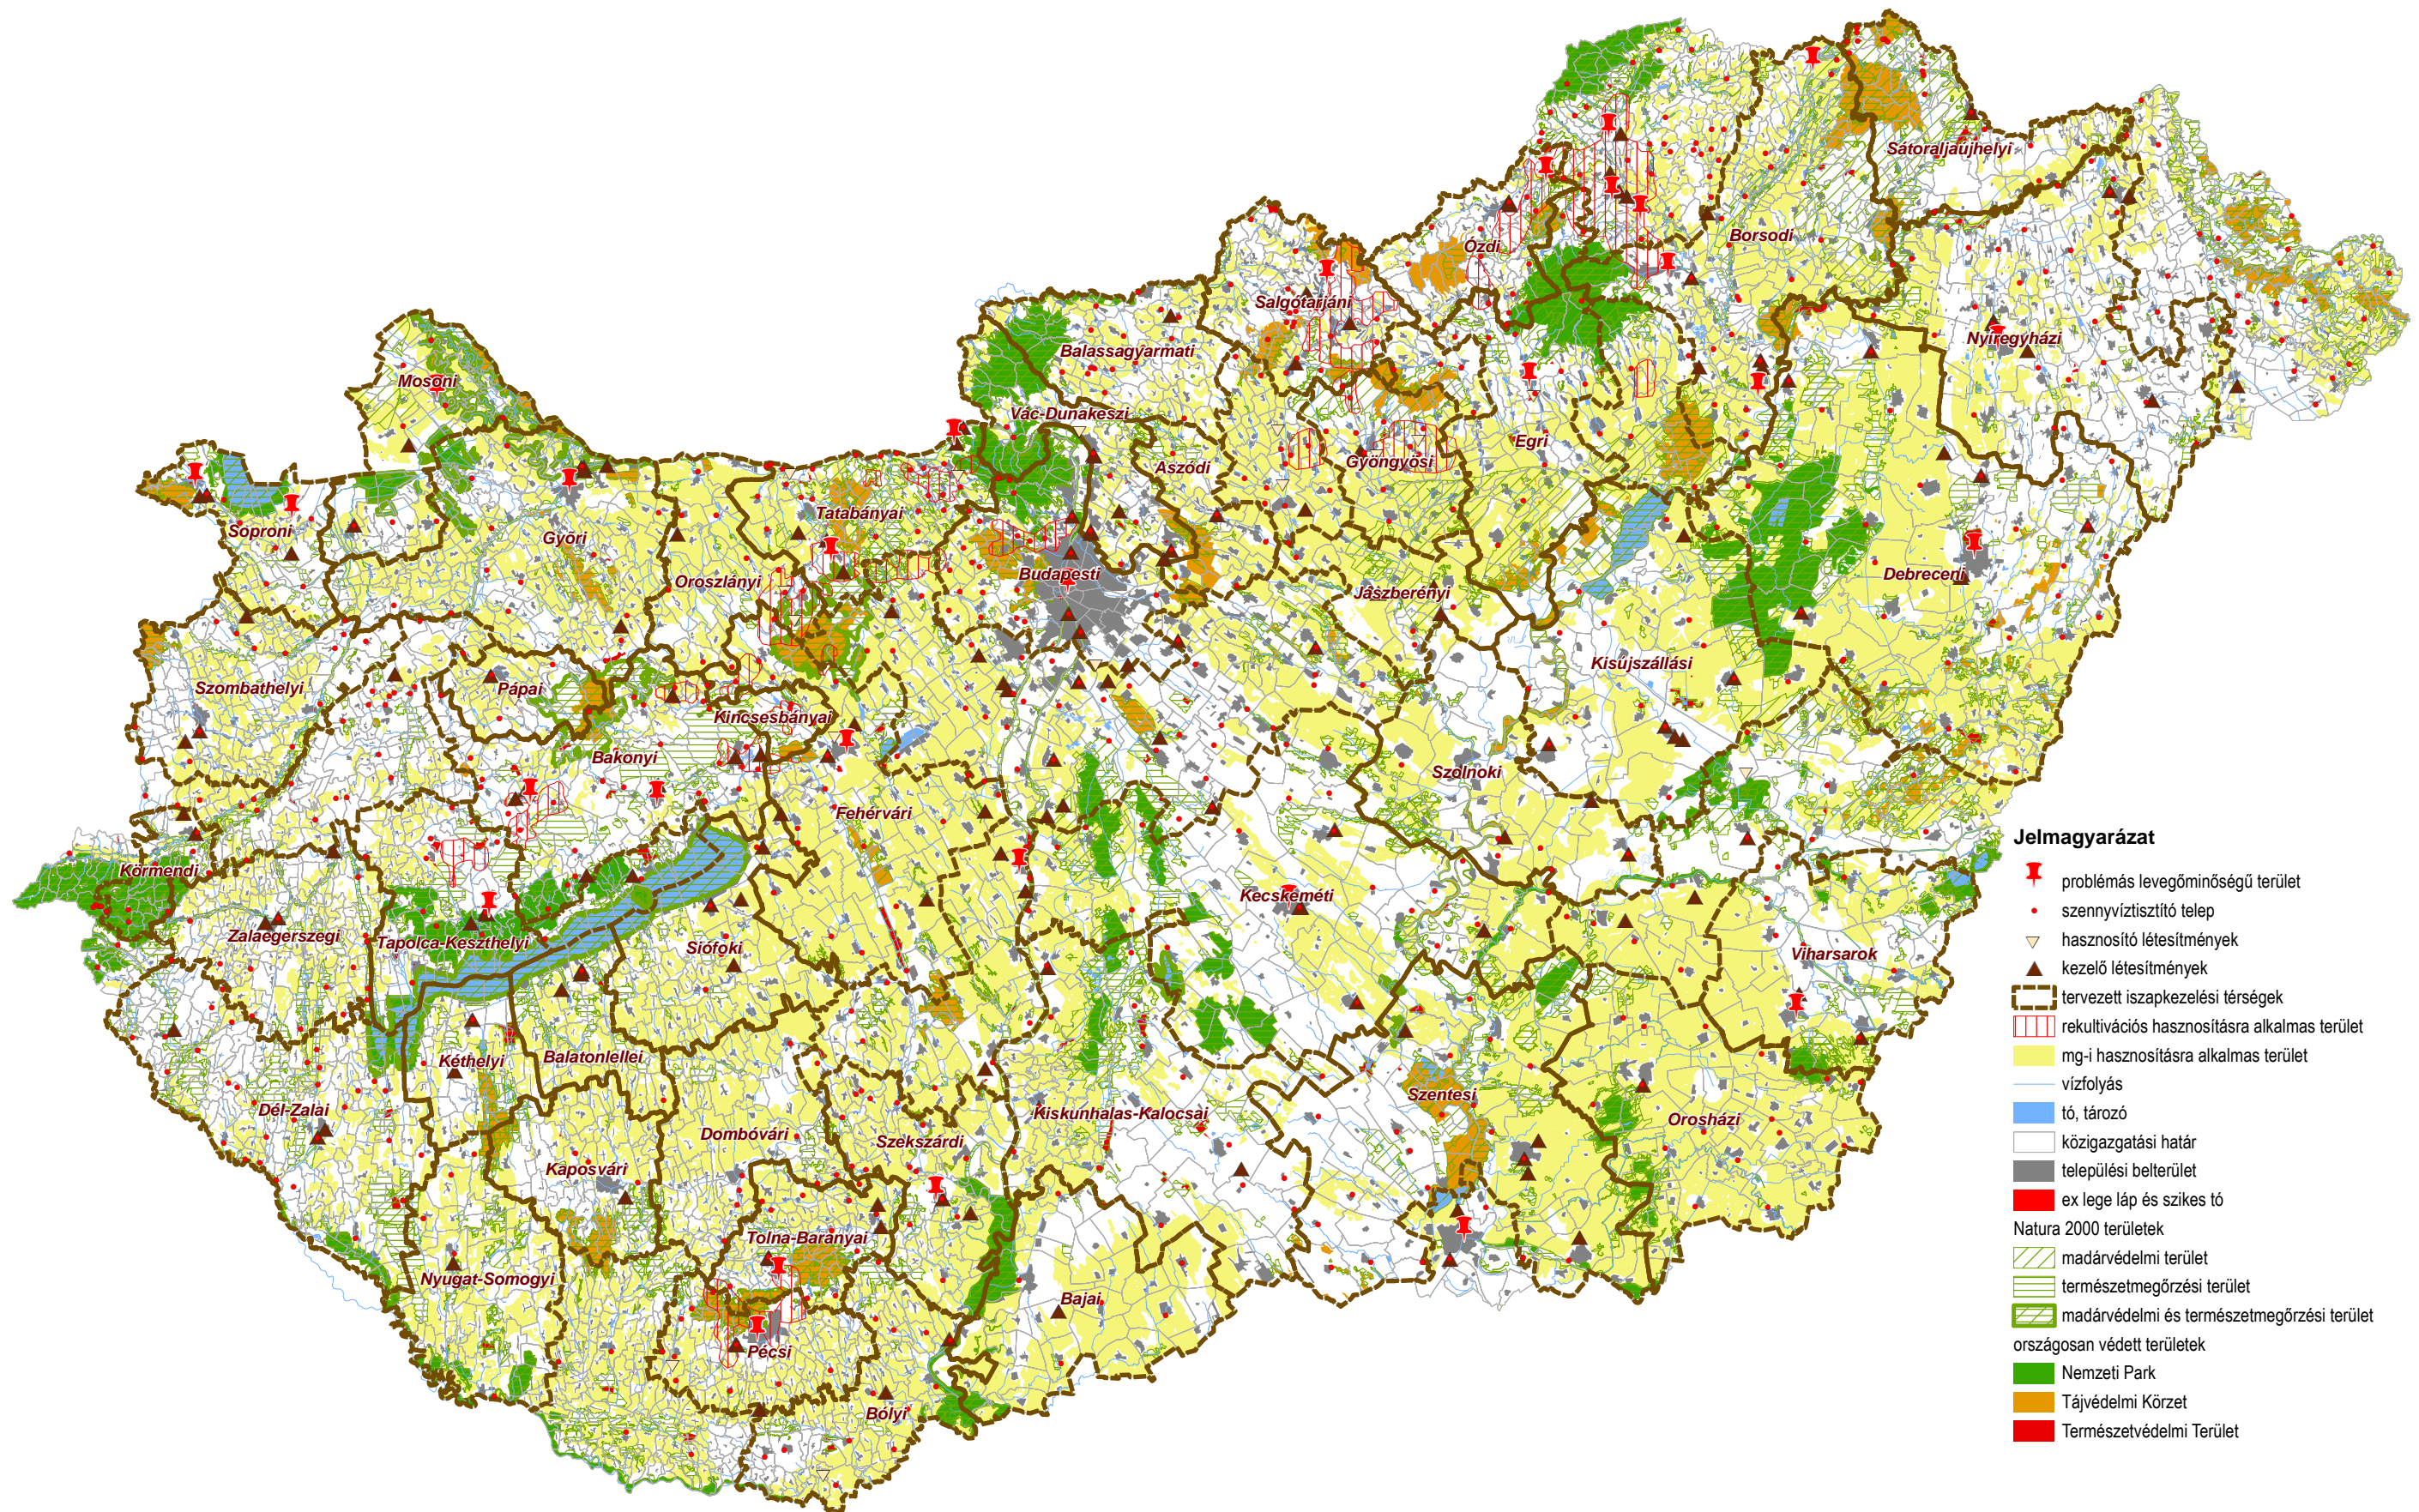 Sátoraljaújhelyi
Borsodi
Ózdi
Salgótarjáni
Nyíregyházi
Balassagyarmati
Mosoni
Vác-Dunakeszi
Egri
Aszódi
Gyöngyösi
Tatabányai
Soproni
Győri
Budapesti
Debreceni
Oroszlányi
Jászberényi
Kisújszállási
Szombathelyi
Pápai
Kincsesbányai
Bakonyi
Szolnoki
Fehérvári
Körmendi
Kecskeméti
Zalaegerszegi
Tapolca-Keszthelyi
Siófoki
Viharsarok
Kéthelyi
Balatonlellei
Szentesi
Dél-Zalai
Kiskunhalas-Kalocsai
Orosházi
Dombóvári
Szekszárdi
Kaposvári
Tolna-Baranyai
Nyugat-Somogyi
Bajai
Pécsi
Bólyi
Jelmagyarázat
problémás levegőminőségű terület
szennyvíztisztító telep
hasznosító létesítmények
kezelő létesítmények
tervezett iszapkezelési térségek
rekultivációs hasznosításra alkalmas terület
mg-i hasznosításra alkalmas terület
vízfolyás
tó, tározó
közigazgatási határ
települési belterület
ex lege láp és szikes tó
Natura 2000 területek
madárvédelmi terület
természetmegőrzési terület
madárvédelmi és természetmegőrzési terület
országosan védett területek
Nemzeti Park
Tájvédelmi Körzet
Természetvédelmi Terület